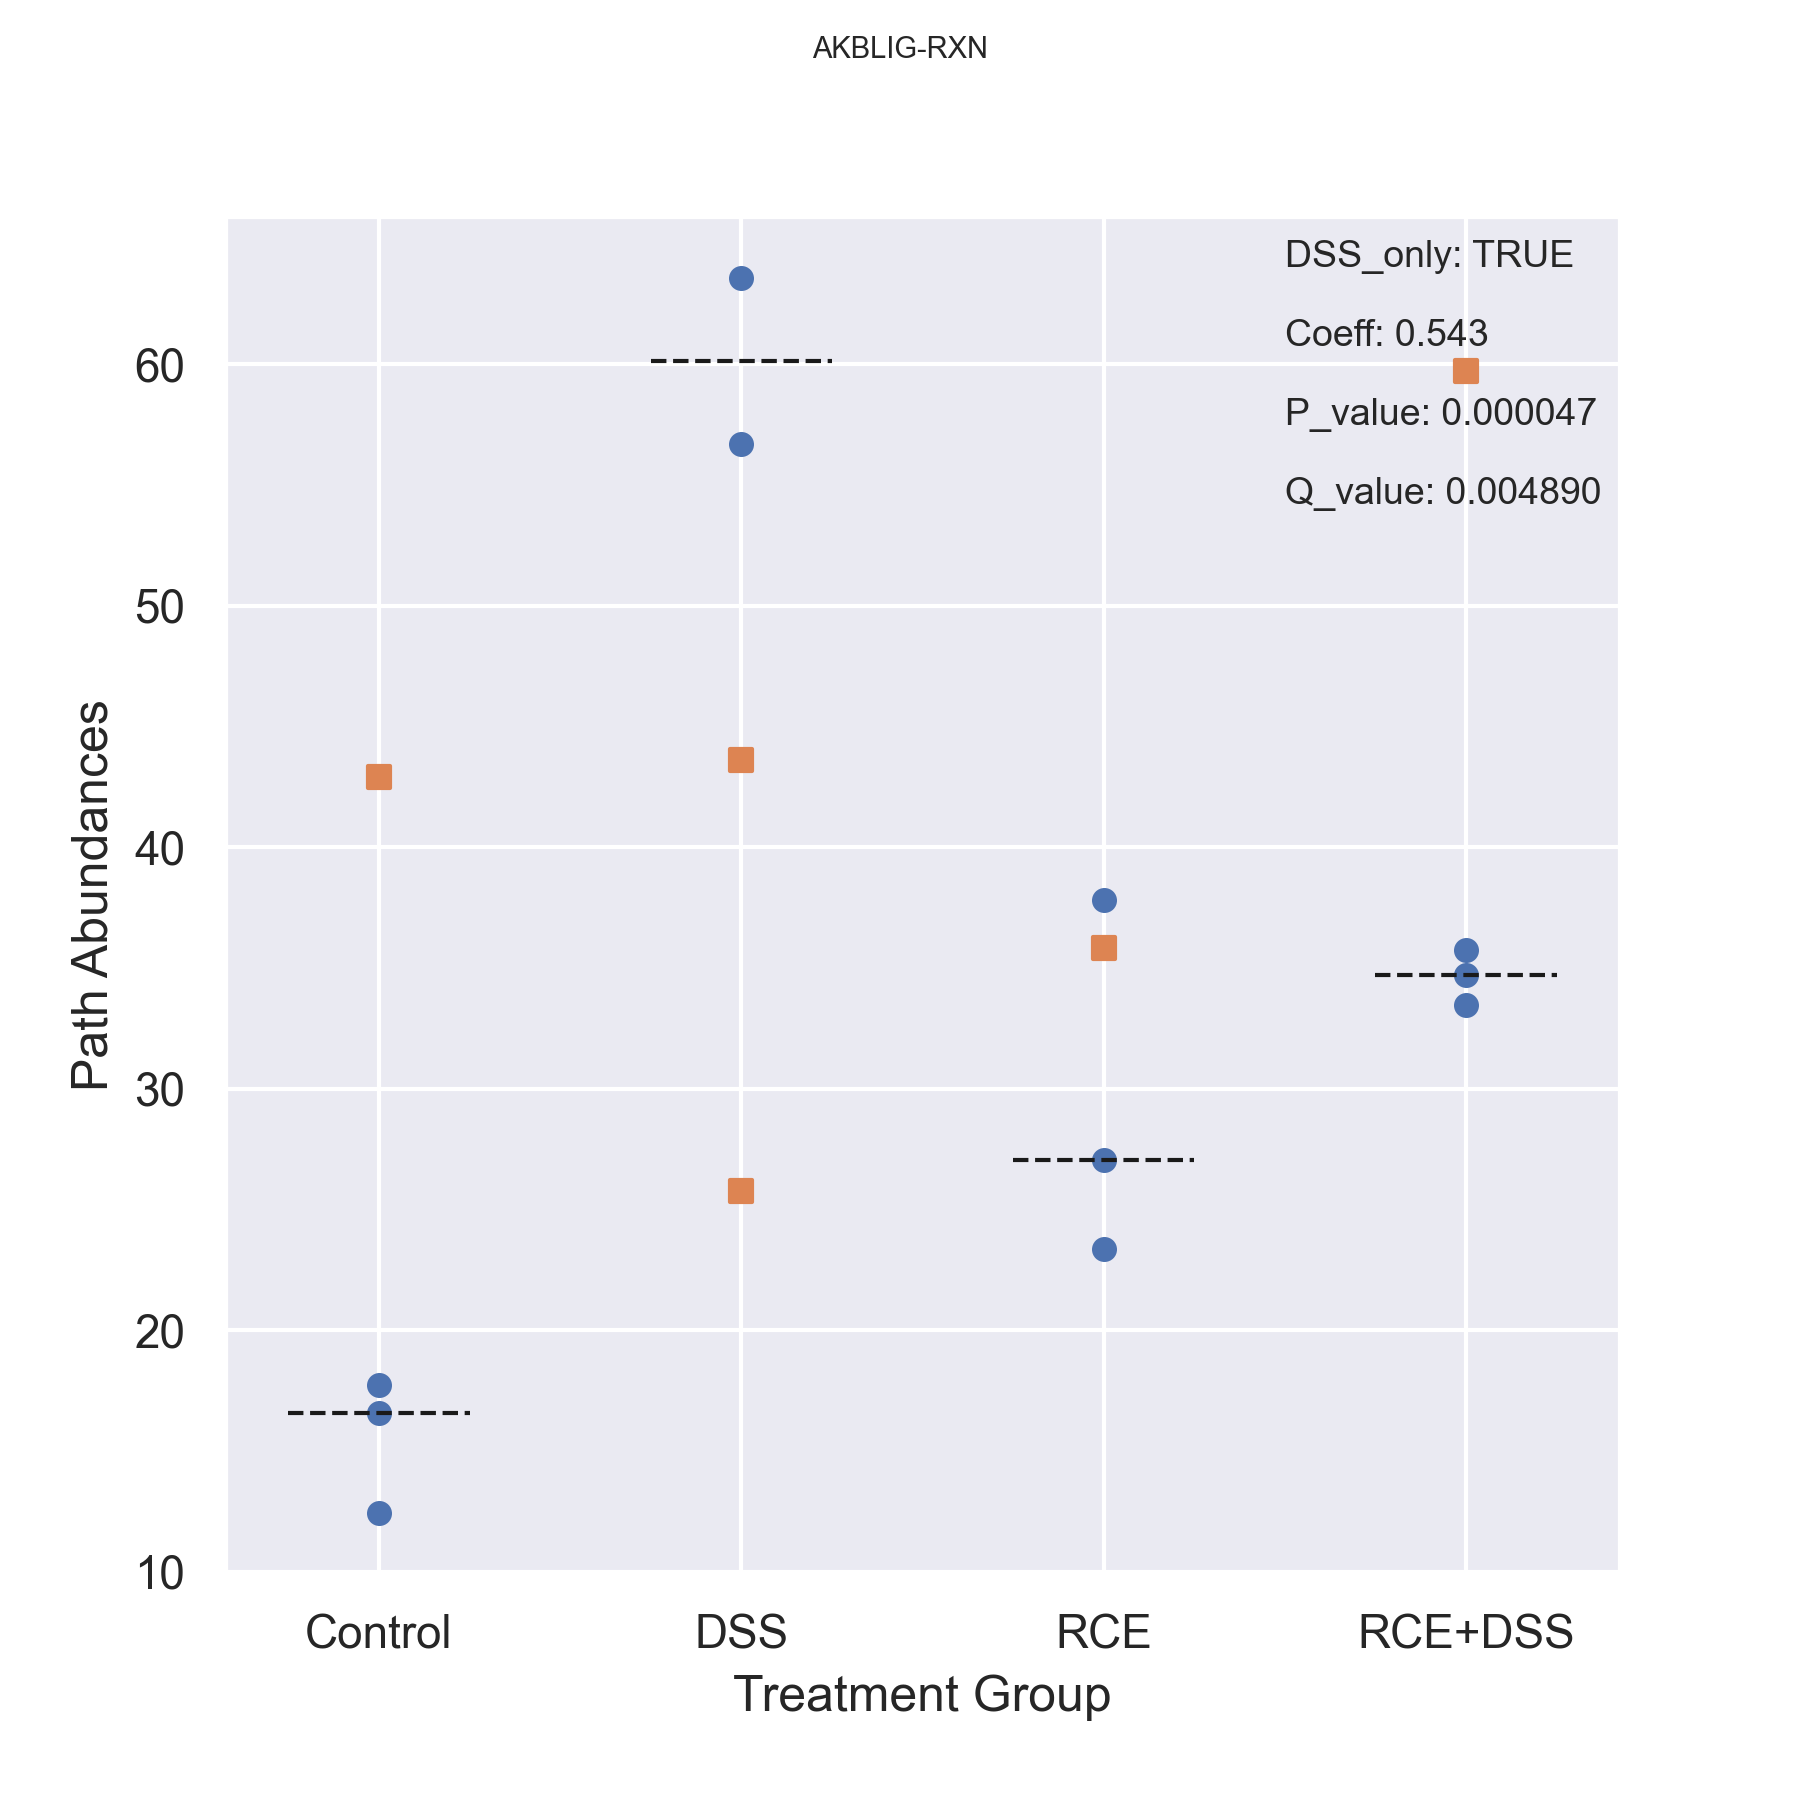 AKBLIG-RXN
DSS_only: TRUE
Coeff: 0.543
P_value: 0.000047
Q_value: 0.004890
60
50
40
30
20
10
Path Abundances
Control
DSS
RCE
RCE+DSS
Treatment Group